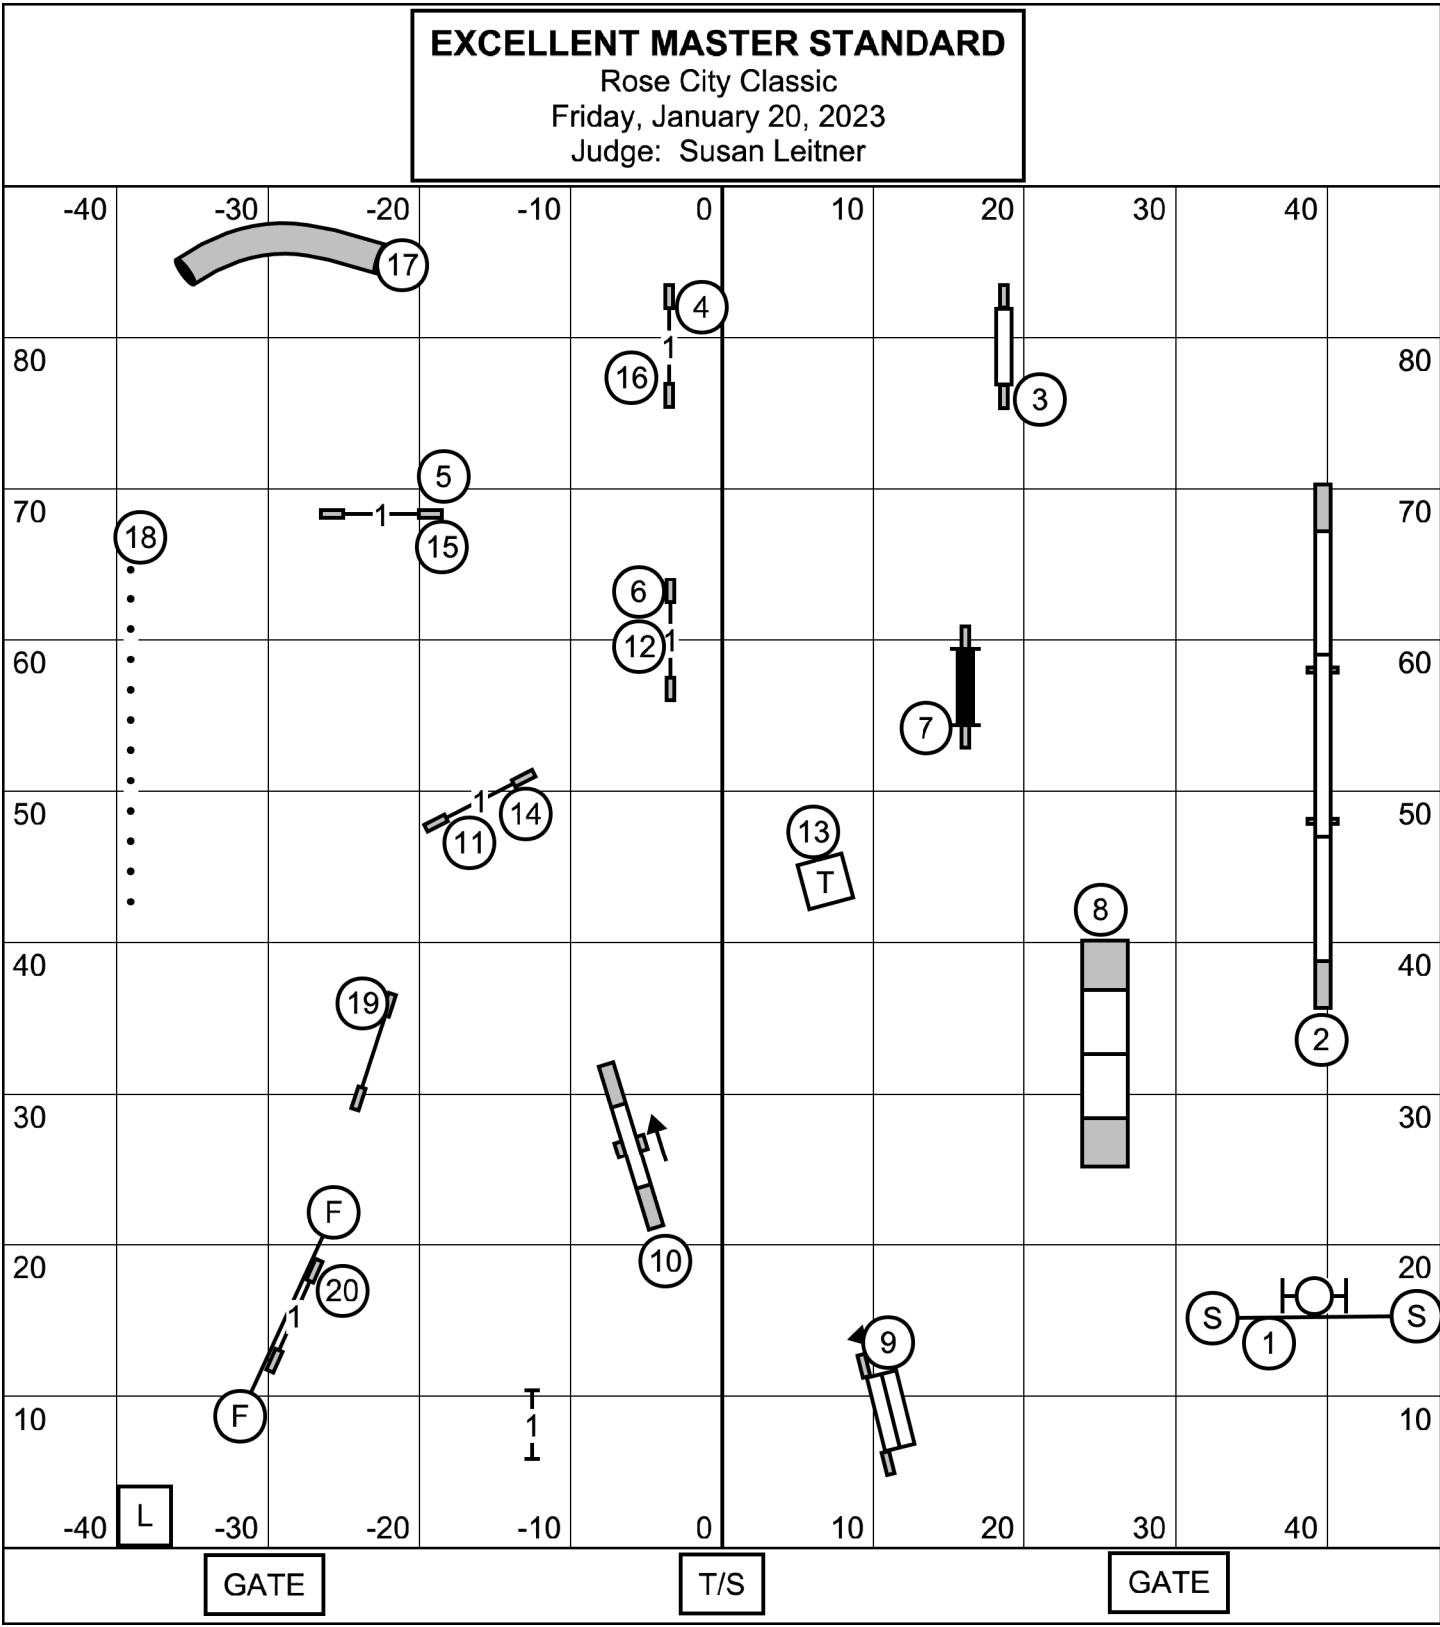 EXCELLENT MASTER STANDARD
Rose City Classic
Friday, January 20, 2023
Judge: Susan Leitner
-40 -30 -20 -10 0 10 20 30 40
17
4
1
80 16 3 80
5
70 1 70
18 15
6
60 12 1 60
7
50 1 14 13 50
11
T
8
40 40
19
2
30 30
F
20 10 20
20
1 S 1 S
9
F
10 1 10
L
-40 -30 -20 -10 0 10 20 30 40
GATE T/S GATE